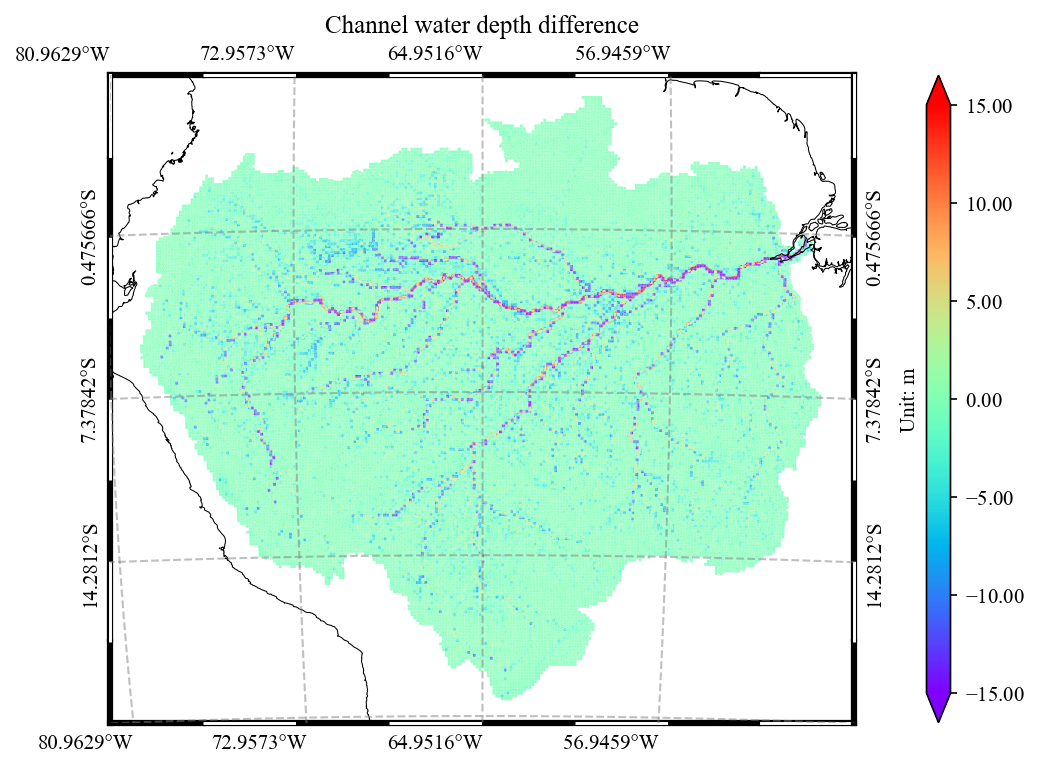 Channel water depth difference
80.9629°W 72.9573°W 64.9516°W 56.9459°W
0.475666°S 0.475666°S
7.37842°S 7.37842°S
14.2812°S 14.2812°S
80.9629°W 72.9573°W 64.9516°W 56.9459°W
Unit: m
15.00
10.00
5.00
0.00
−5.00
−10.00
−15.00